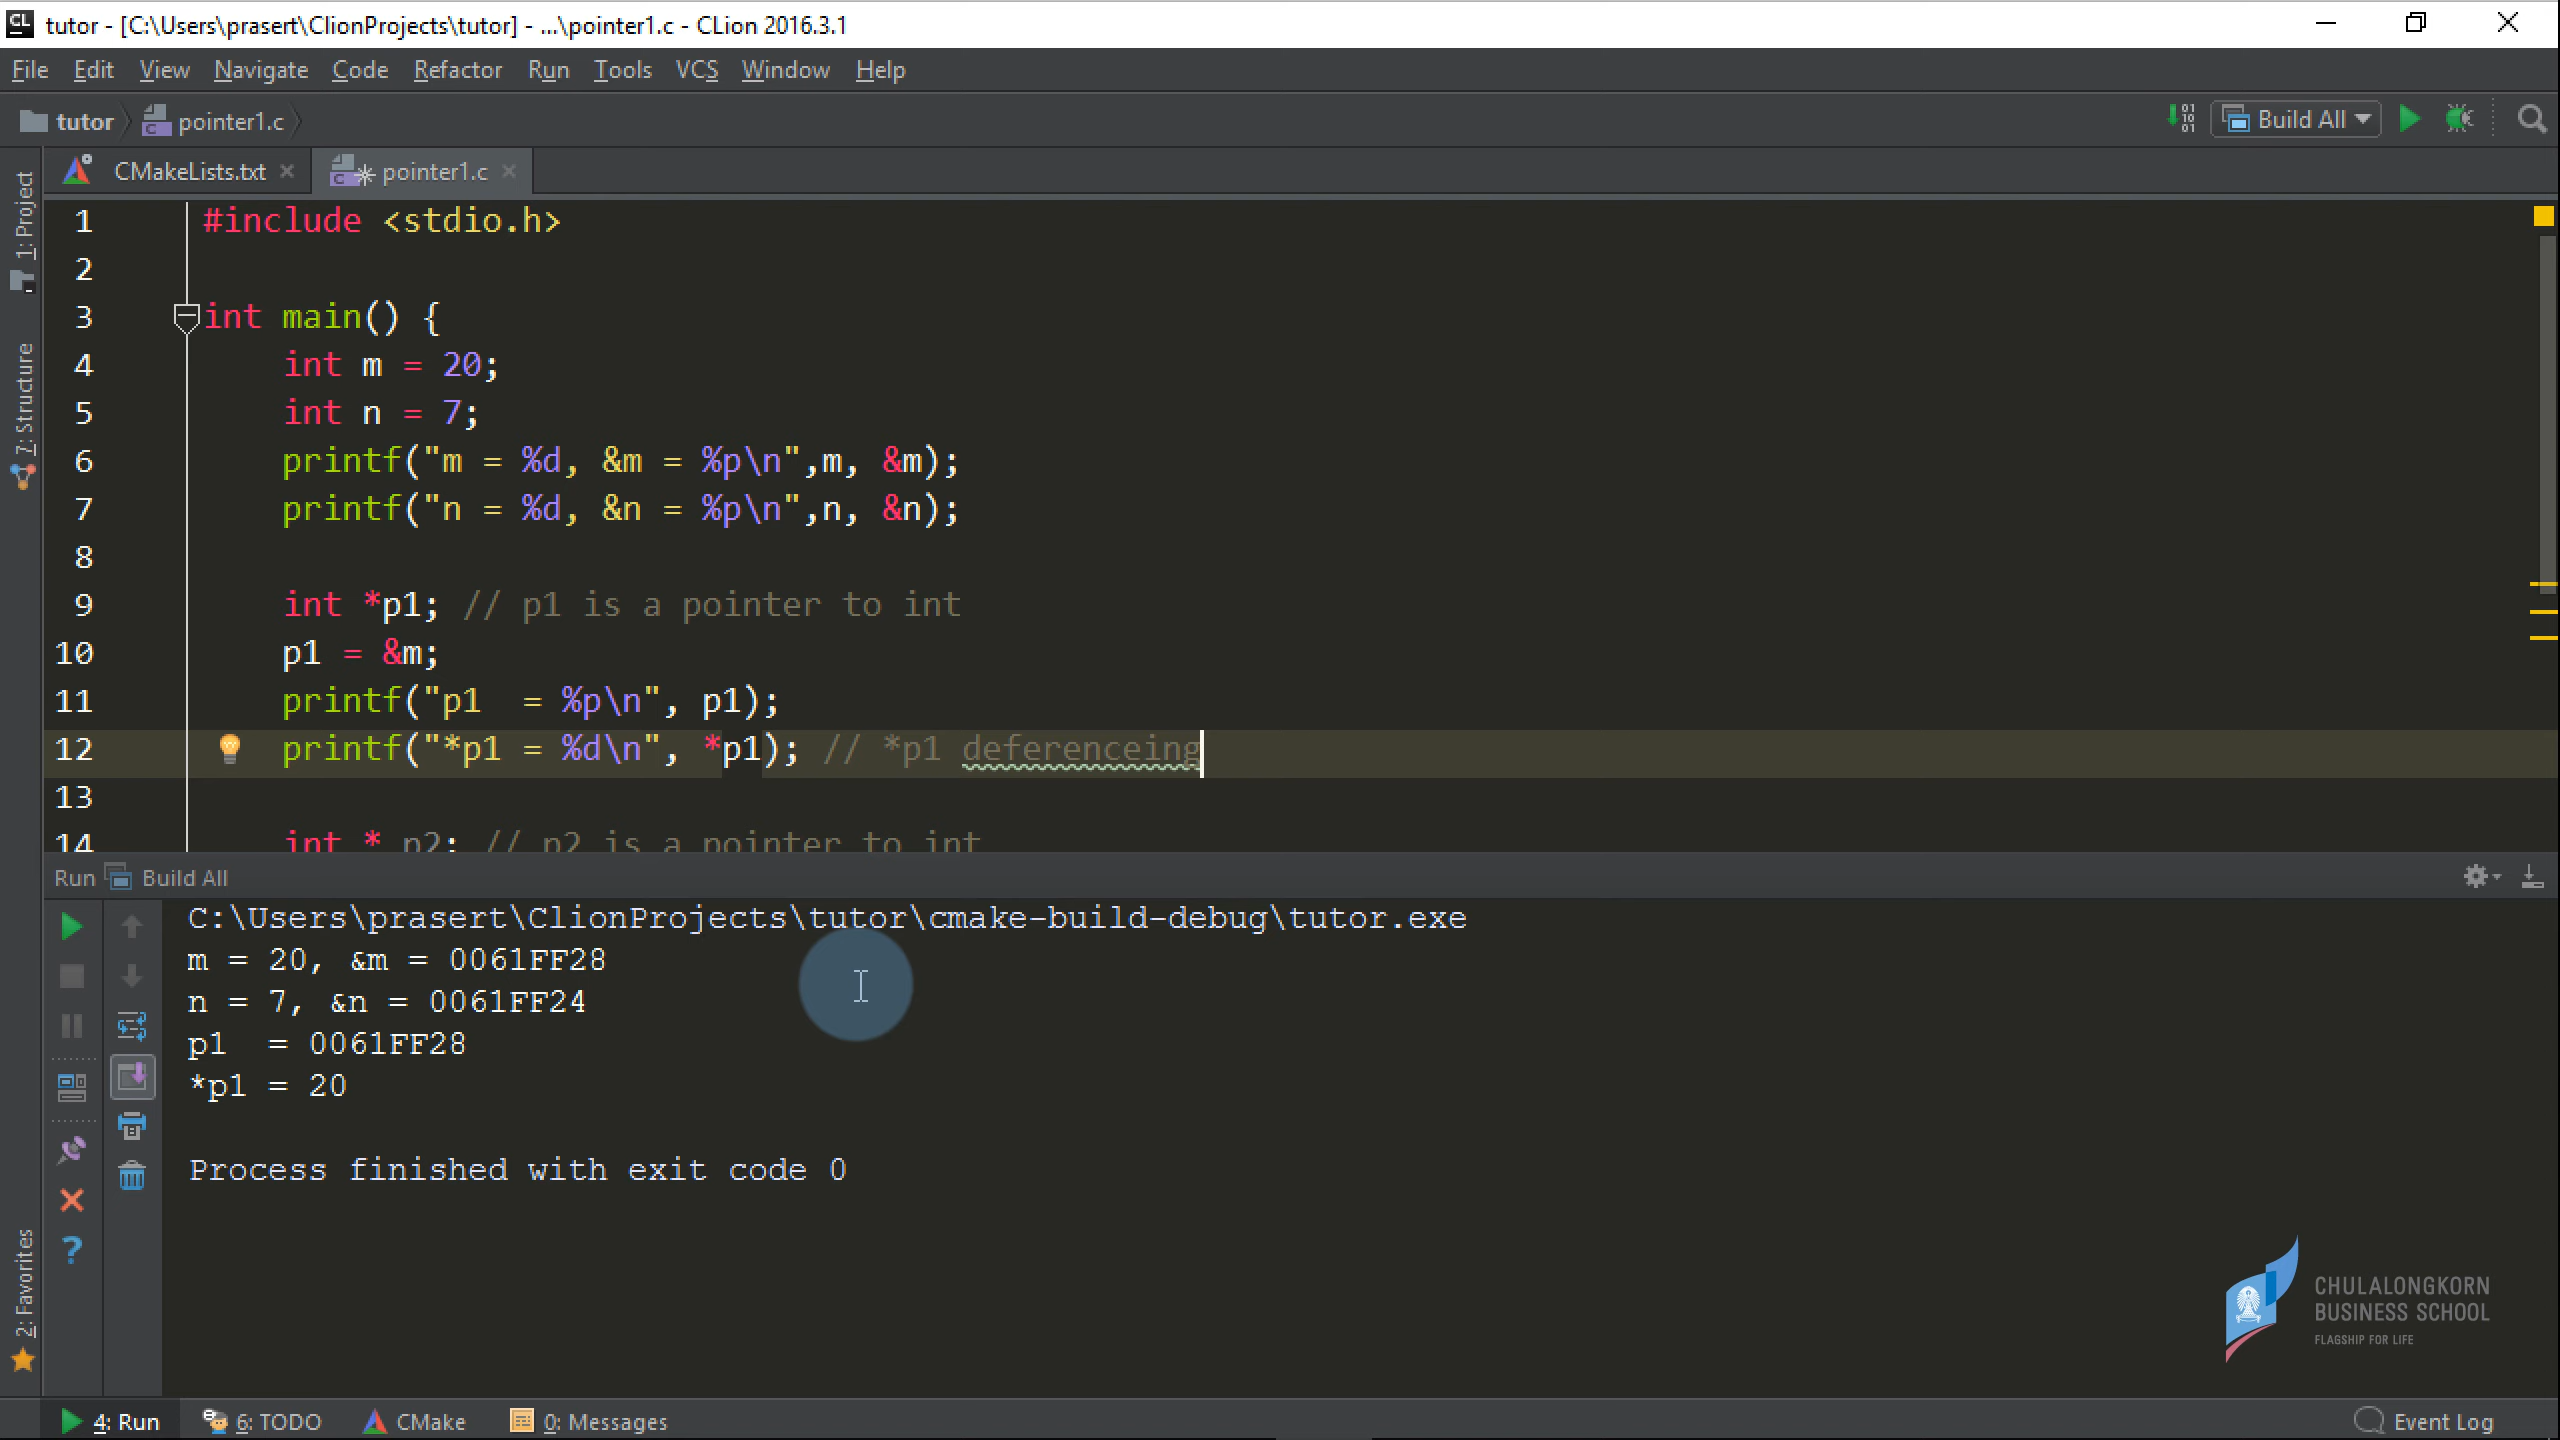 tutor - [C:\Users\prasert\ClionProjects\tutor] - ...\pointer1.c - CLion 2016.3.1
File Edit View Navigate Code Refactor Run Tools VCS Window Help
tutor pointer1.c Build All
CMakeLists.txt pointer1.c
1: Project
7: Structure
2: Favorites
1 #include <stdio.h>
2
3 int main() {
4 int m = 20;
5 int n = 7;
6 printf("m = %d, &m = %p\n",m, &m);
7 printf("n = %d, &n = %p\n",n, &n);
8
9 int *p1; // p1 is a pointer to int
10 p1 = &m;
11 printf("p1  = %p\n", p1);
12 printf("*p1 = %d\n", *p1); // *p1 deferenceing
13
14 int * p2; // p2 is a pointer to int
Run Build All
C:\Users\prasert\ClionProjects\tutor\cmake-build-debug\tutor.exe
m = 20, &m = 0061FF28
n = 7, &n = 0061FF24
p1  = 0061FF28
*p1 = 20
Process finished with exit code 0
CHULALONGKORN
BUSINESS SCHOOL
FLAGSHIP FOR LIFE
4: Run 6: TODO CMake 0: Messages Event Log